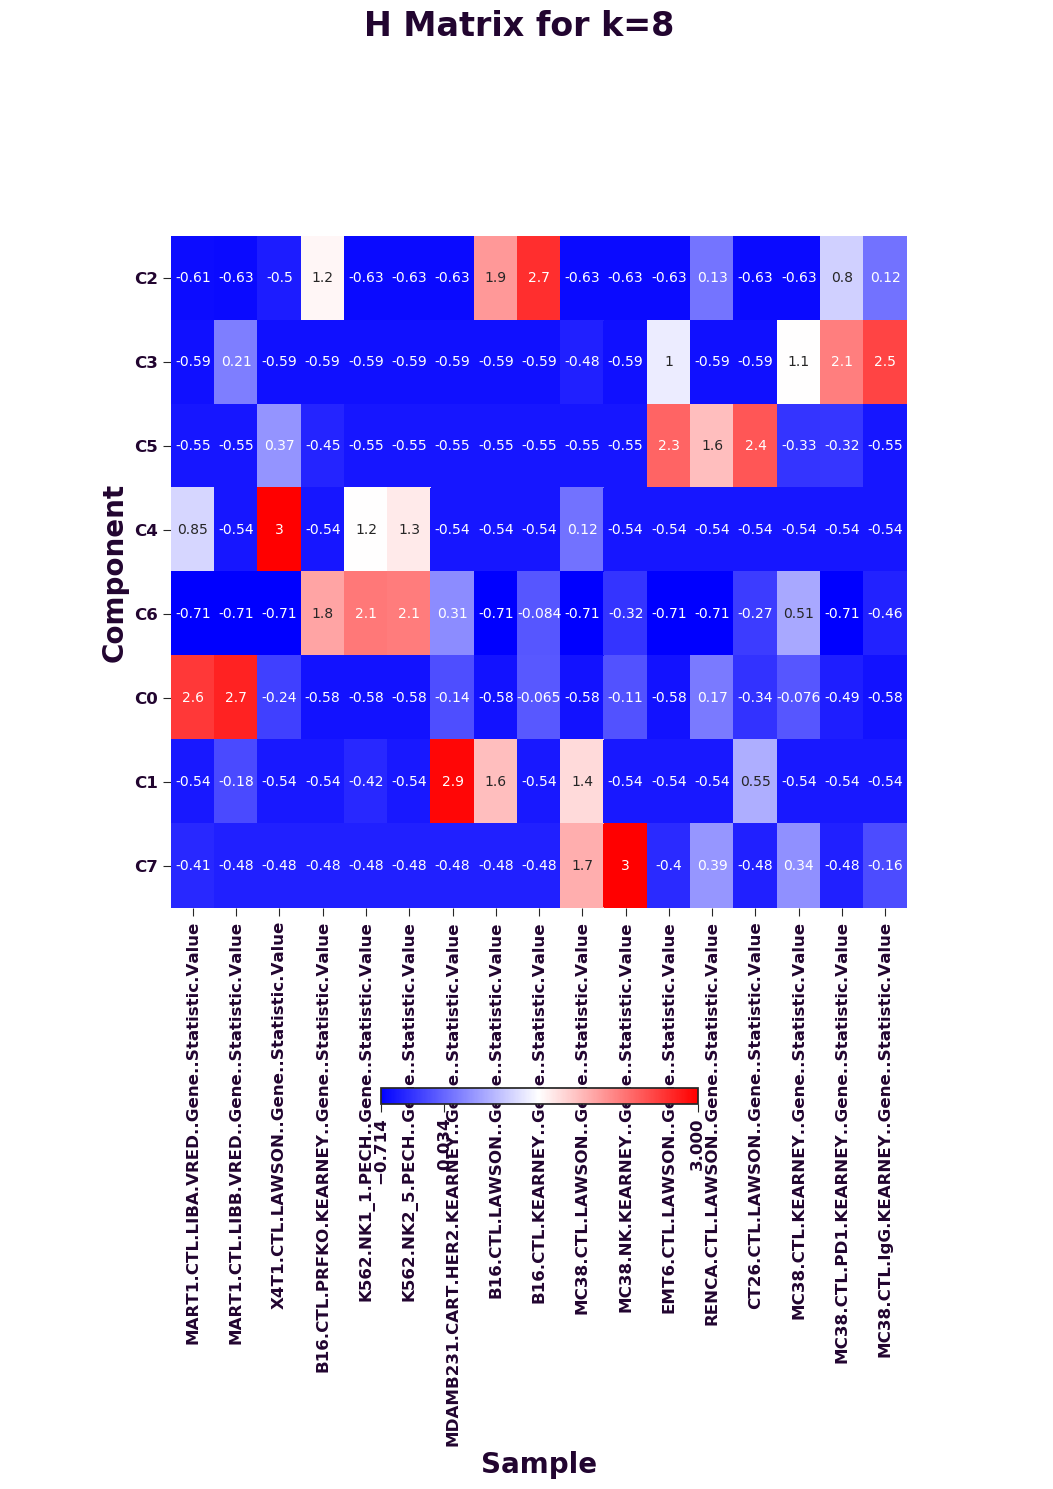 H Matrix for k=8
Component
C2 -0.61 -0.63 -0.5 1.2 -0.63 -0.63 -0.63 1.9 2.7 -0.63 -0.63 -0.63 0.13 -0.63 -0.63 0.8 0.12
C3 -0.59 0.21 -0.59 -0.59 -0.59 -0.59 -0.59 -0.59 -0.59 -0.48 -0.59 1 -0.59 -0.59 1.1 2.1 2.5
C5 -0.55 -0.55 0.37 -0.45 -0.55 -0.55 -0.55 -0.55 -0.55 -0.55 -0.55 2.3 1.6 2.4 -0.33 -0.32 -0.55
C4 0.85 -0.54 3 -0.54 1.2 1.3 -0.54 -0.54 -0.54 0.12 -0.54 -0.54 -0.54 -0.54 -0.54 -0.54 -0.54
C6 -0.71 -0.71 -0.71 1.8 2.1 2.1 0.31 -0.71 -0.084 -0.71 -0.32 -0.71 -0.71 -0.27 0.51 -0.71 -0.46
C0 2.6 2.7 -0.24 -0.58 -0.58 -0.58 -0.14 -0.58 -0.065 -0.58 -0.11 -0.58 0.17 -0.34 -0.076 -0.49 -0.58
C1 -0.54 -0.18 -0.54 -0.54 -0.42 -0.54 2.9 1.6 -0.54 1.4 -0.54 -0.54 -0.54 0.55 -0.54 -0.54 -0.54
C7 -0.41 -0.48 -0.48 -0.48 -0.48 -0.48 -0.48 -0.48 -0.48 1.7 3 -0.4 0.39 -0.48 0.34 -0.48 -0.16
MART1.CTL.LIBA.VRED..Gene..Statistic.Value
MART1.CTL.LIBB.VRED..Gene..Statistic.Value
X4T1.CTL.LAWSON..Gene..Statistic.Value
B16.CTL.PRFKO.KEARNEY..Gene..Statistic.Value
K562.NK1_1.PECH..Gene..Statistic.Value
K562.NK2_5.PECH..Gene..Statistic.Value
MDAMB231.CART.HER2.KEARNEY..Gene..Statistic.Value
B16.CTL.LAWSON..Gene..Statistic.Value
B16.CTL.KEARNEY..Gene..Statistic.Value
MC38.CTL.LAWSON..Gene..Statistic.Value
MC38.NK.KEARNEY..Gene..Statistic.Value
EMT6.CTL.LAWSON..Gene..Statistic.Value
RENCA.CTL.LAWSON..Gene..Statistic.Value
CT26.CTL.LAWSON..Gene..Statistic.Value
MC38.CTL.KEARNEY..Gene..Statistic.Value
MC38.CTL.PD1.KEARNEY..Gene..Statistic.Value
MC38.CTL.IgG.KEARNEY..Gene..Statistic.Value
−0.714
0.034
3.000
Sample